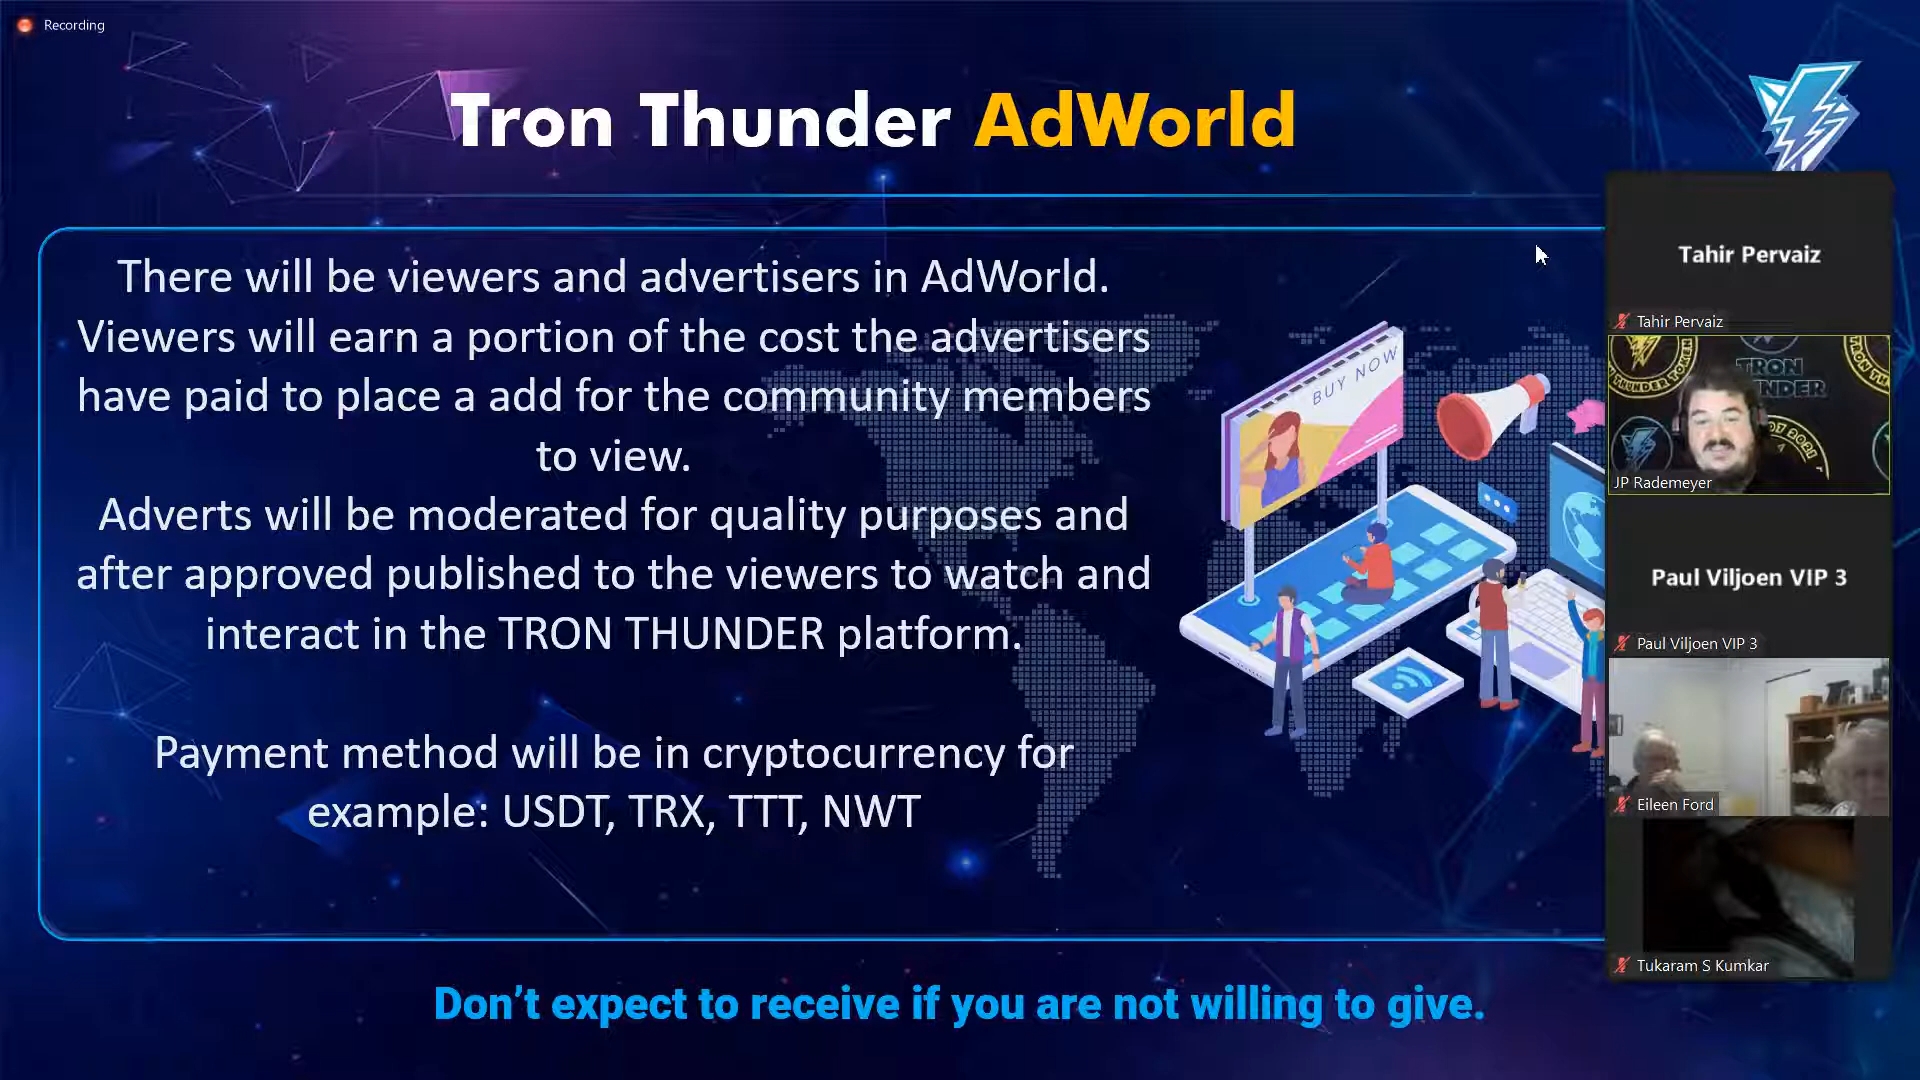 Recording
Tron Thunder AdWorld
There will be viewers and advertisers in AdWorld.
Viewers will earn a portion of the cost the advertisers
have paid to place a add for the community members
to view.
Adverts will be moderated for quality purposes and
after approved published to the viewers to watch and
interact in the TRON THUNDER platform.
Payment method will be in cryptocurrency for
example: USDT, TRX, TTT, NWT
Don’t expect to receive if you are not willing to give.
BUY NOW
Tahir Pervaiz
Tahir Pervaiz
TRON
JP Rademeyer
Paul Viljoen VIP 3
Paul Viljoen VIP 3
Eileen Ford
Tukaram S Kumkar